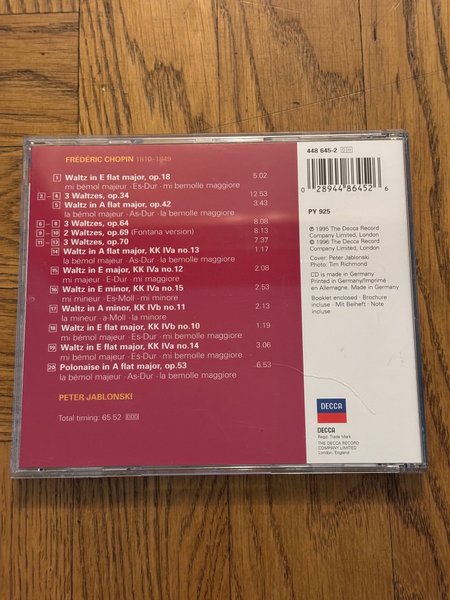 FRÉDÉRIC CHOPIN 1810–1849
1 Waltz in E flat major, op.18 5.02
mi bémol majeur · Es-Dur · mi bemolle maggiore
2 – 4 3 Waltzes, op.34 12.53
5 Waltz in A flat major, op.42 3.43
la bémol majeur · As-Dur · la bemolle maggiore
6 – 8 3 Waltzes, op.64 8.08
9 – 10 2 Waltzes, op.69 (Fontana version) 8.13
11 – 13 3 Waltzes, op.70 7.37
14 Waltz in A flat major, KK IVa no.13 1.17
la bémol majeur · As-Dur · la bemolle maggiore
15 Waltz in E major, KK IVa no.12 2.08
mi majeur · E-Dur · mi maggiore
16 Waltz in E minor, KK IVa no.15 2.53
mi mineur · Es-Moll · mi minore
17 Waltz in A minor, KK IVb no.11 2.13
la mineur · a-Moll · la minore
18 Waltz in E flat major, KK IVb no.10 1.19
mi bémol majeur · Es-Dur · mi bemolle maggiore
19 Waltz in E flat major, KK IVa no.14 3.06
mi bémol majeur · Es-Dur · mi bemolle maggiore
20 Polonaise in A flat major, op.53 6.53
la bémol majeur · As-Dur · la bemolle maggiore
PETER JABLONSKI
Total timing: 65.52 DDD
448 645-2
0 28944 86452 6
PY 925
℗ 1995 The Decca Record
Company Limited, London
© 1996 The Decca Record
Company Limited, London
Cover: Peter Jablonski
Photo: Tim Richmond
CD is made in Germany
Printed in Germany/Imprimé
en Allemagne. Made in Germany
Booklet enclosed · Brochure
incluse · Mit Beiheft · Note
incluse
DECCA
DECCA
Regd. Trade Mark
THE DECCA RECORD
COMPANY LIMITED
London, England